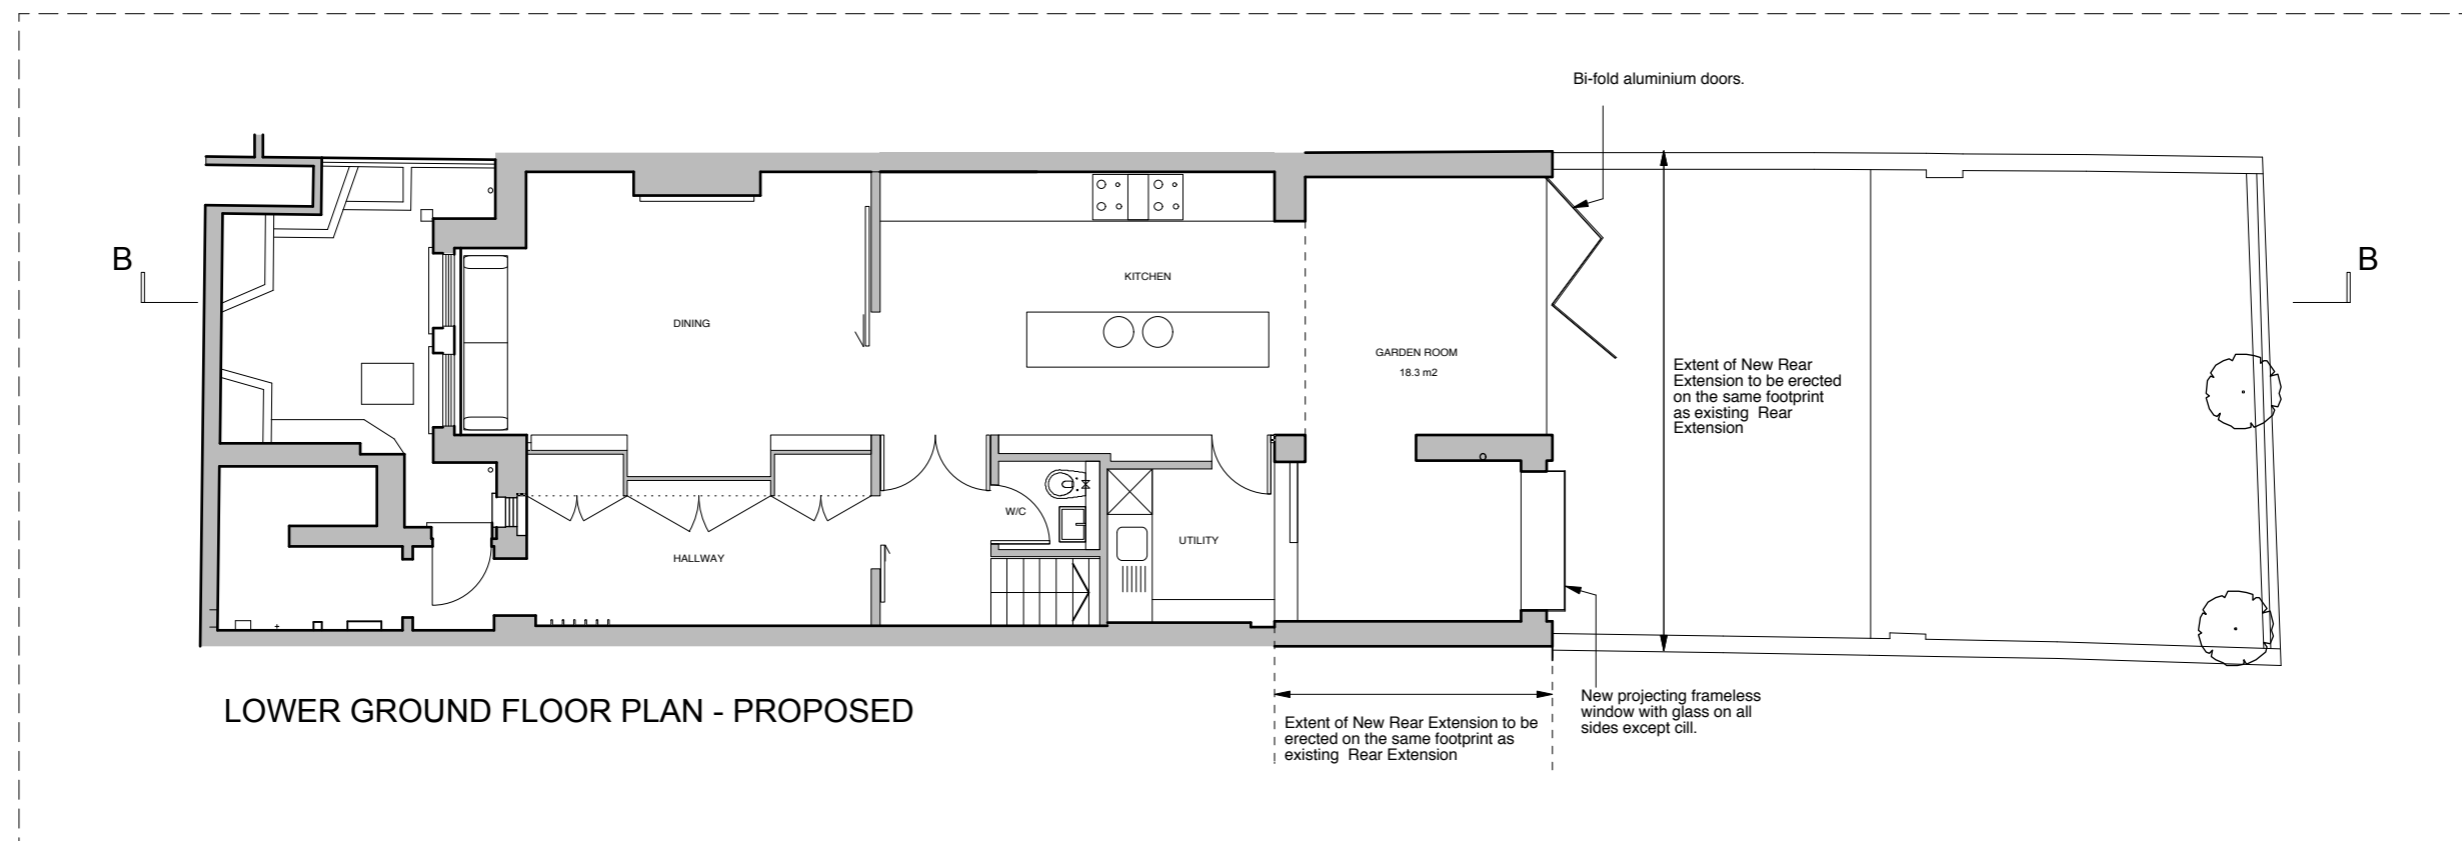 Bi-fold aluminium doors.
B
B
KITCHEN
DINING
GARDEN ROOM
18.3 m2
Extent of New Rear
Extension to be erected
on the same footprint
as existing Rear
Extension
W/C
UTILITY
HALLWAY
LOWER GROUND FLOOR PLAN - PROPOSED
Extent of New Rear Extension to be
erected on the same footprint as
existing Rear Extension
New projecting frameless
window with glass on all
sides except cill.